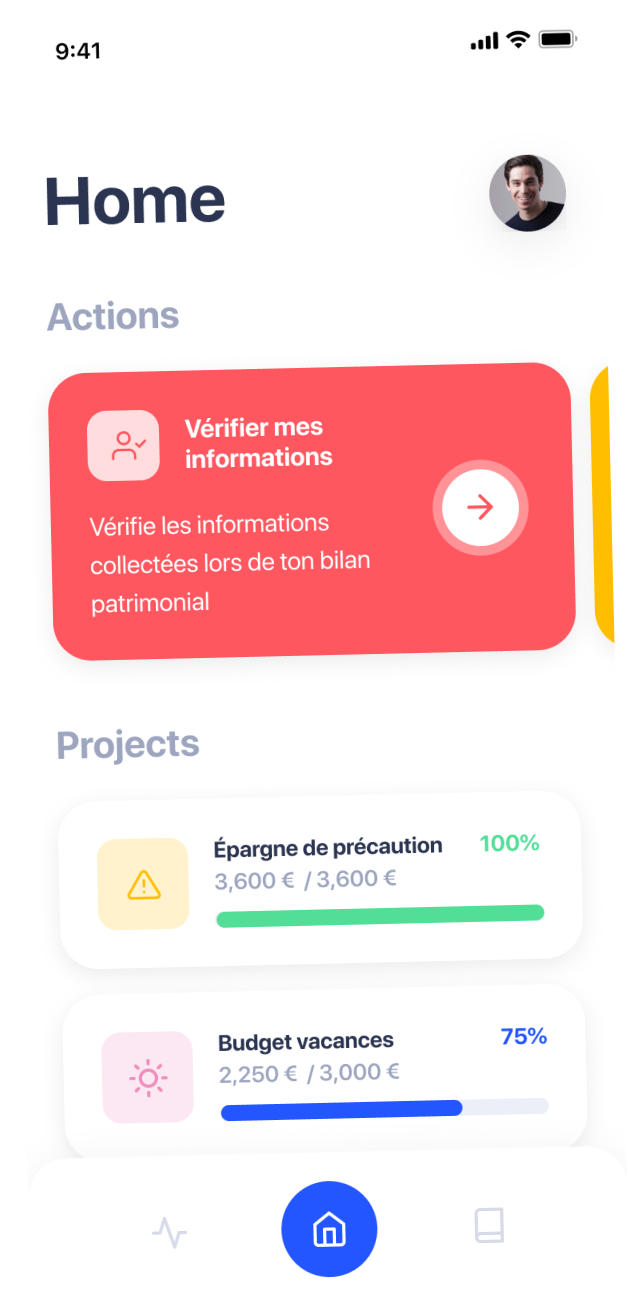 9:41
Home
Actions
Vérifier mes
informations
Vérifie les informations
collectées lors de ton bilan
patrimonial
Projects
Épargne de précaution 100%
3,600 € / 3,600 €
Budget vacances 75%
2,250 € / 3,000 €